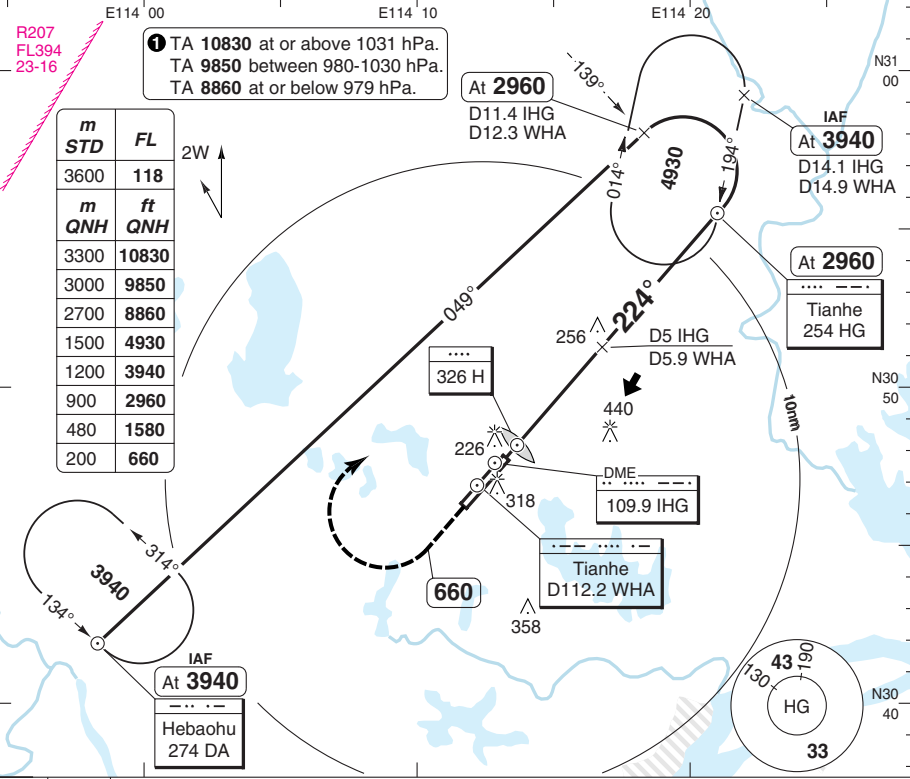 E114 00
E114 10
E114 20
R207
FL394
23-16
❶ TA 10830 at or above 1031 hPa.
TA 9850 between 980-1030 hPa.
TA 8860 at or below 979 hPa.
N31
00
m STD FL
3600 118
m QNH ft QNH
3300 10830
3000 9850
2700 8860
1500 4930
1200 3940
900 2960
480 1580
200 660
2W
139°
At 2960
D11.4 IHG
D12.3 WHA
IAF
At 3940
D14.1 IHG
D14.9 WHA
014°
4930
194°
At 2960
Tianhe
254 HG
049°
224°
256
D5 IHG
D5.9 WHA
326 H
N30
50
440
10nm
226
DME
109.9 IHG
318
Tianhe
D112.2 WHA
660
358
314°
3940
134°
IAF
At 3940
Hebaohu
274 DA
43
190
130
HG
33
N30
40